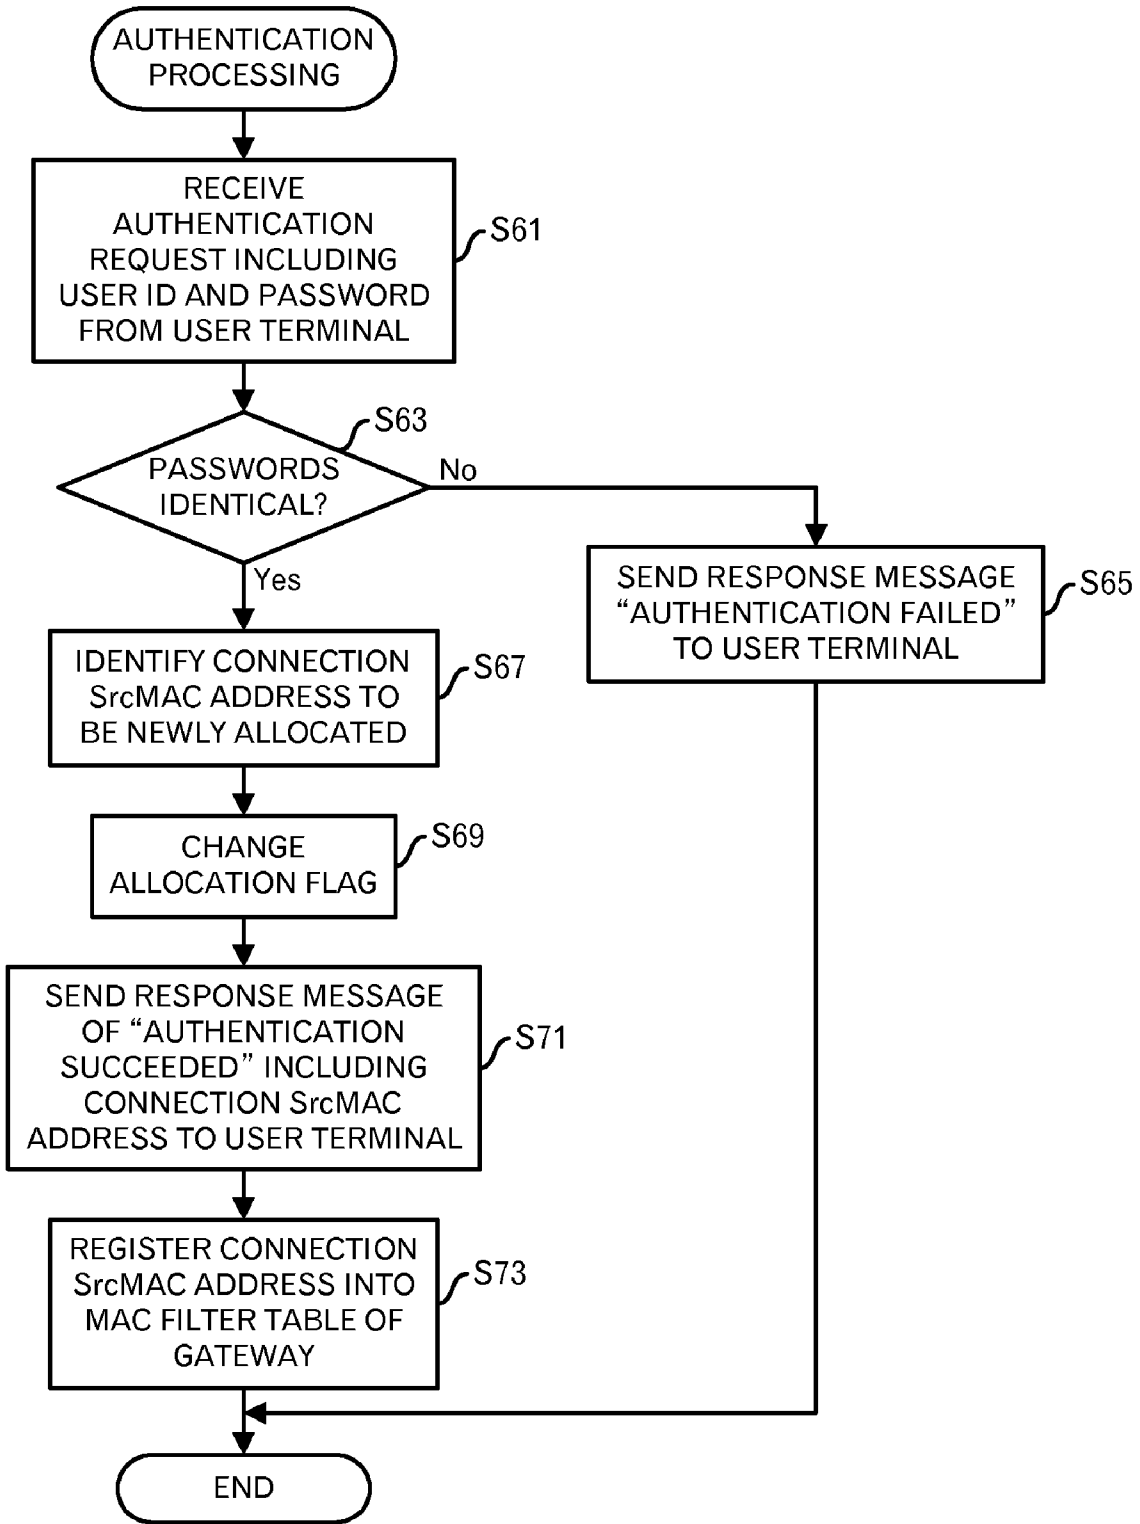 AUTHENTICATION
PROCESSING
RECEIVE
AUTHENTICATION
REQUEST INCLUDING
USER ID AND PASSWORD
FROM USER TERMINAL
S61
S63
PASSWORDS
IDENTICAL?
No
Yes
SEND RESPONSE MESSAGE
“AUTHENTICATION FAILED”
TO USER TERMINAL
S65
IDENTIFY CONNECTION
SrcMAC ADDRESS TO
BE NEWLY ALLOCATED
S67
CHANGE
ALLOCATION FLAG
S69
SEND RESPONSE MESSAGE
OF “AUTHENTICATION
SUCCEEDED” INCLUDING
CONNECTION SrcMAC
ADDRESS TO USER TERMINAL
S71
REGISTER CONNECTION
SrcMAC ADDRESS INTO
MAC FILTER TABLE OF
GATEWAY
S73
END